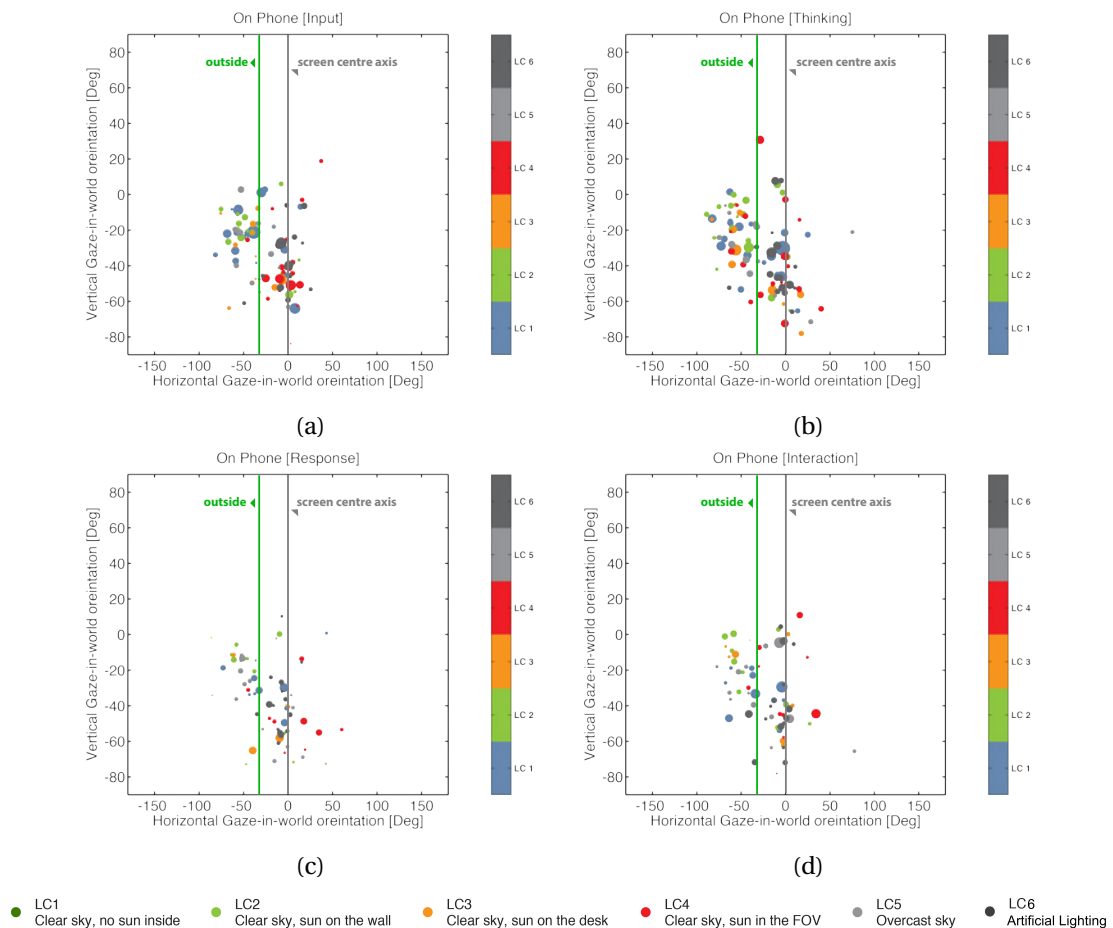 On Phone [Input]
On Phone [Thinking]
Vertical Gaze-in-world oreintation [Deg]
80
60
40
20
0
-20
-40
-60
-80
outside
screen centre axis
LC 6
LC 5
LC 4
LC 3
LC 2
LC 1
-150 -100 -50 0 50 100 150
Horizontal Gaze-in-world oreintation [Deg]
(a)
Vertical Gaze-in-world oreintation [Deg]
80
60
40
20
0
-20
-40
-60
-80
outside
screen centre axis
LC 6
LC 5
LC 4
LC 3
LC 2
LC 1
-150 -100 -50 0 50 100 150
Horizontal Gaze-in-world oreintation [Deg]
(b)
On Phone [Response]
On Phone [Interaction]
Vertical Gaze-in-world oreintation [Deg]
80
60
40
20
0
-20
-40
-60
-80
outside
screen centre axis
LC 6
LC 5
LC 4
LC 3
LC 2
LC 1
-150 -100 -50 0 50 100 150
Horizontal Gaze-in-world oreintation [Deg]
(c)
Vertical Gaze-in-world oreintation [Deg]
80
60
40
20
0
-20
-40
-60
-80
outside
screen centre axis
LC 6
LC 5
LC 4
LC 3
LC 2
LC 1
-150 -100 -50 0 50 100 150
Horizontal Gaze-in-world oreintation [Deg]
(d)
LC1
Clear sky, no sun inside
LC2
Clear sky, sun on the wall
LC3
Clear sky, sun on the desk
LC4
Clear sky, sun in the FOV
LC5
Overcast sky
LC6
Artificial Lighting